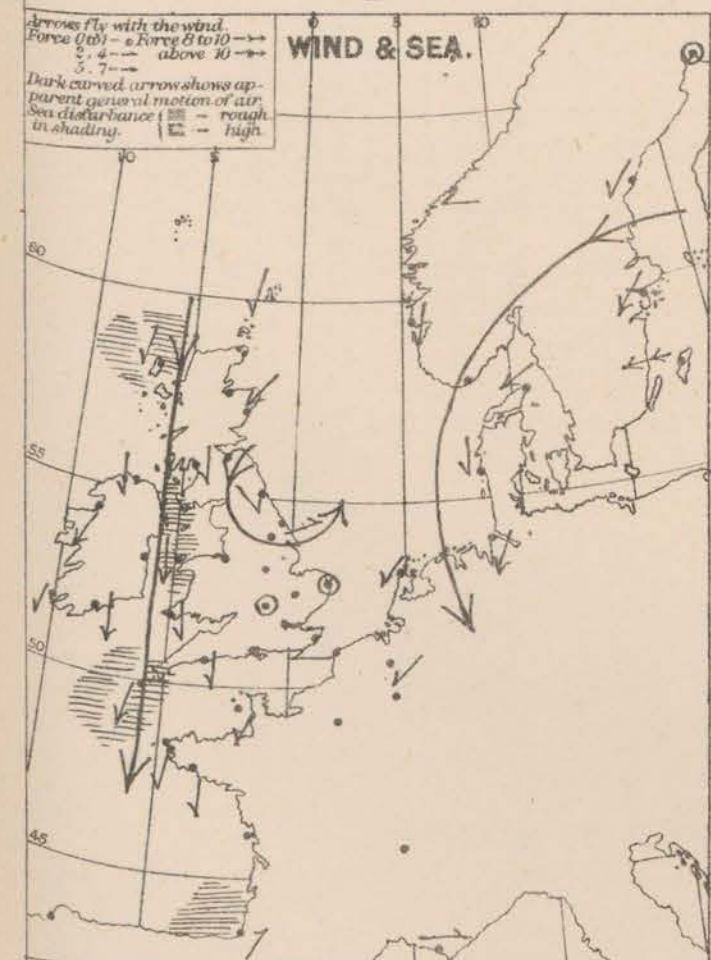 Arrows fly with the wind.
Force 0 to 1 - Force 8 to 10
2, 4 - above 10
5, 7 -
Dark curved arrow shows ap-
parent general motion of air.
Sea disturbance - rough
in shading. - high
WIND & SEA.
0 5 10
10 5
60
55
50
45